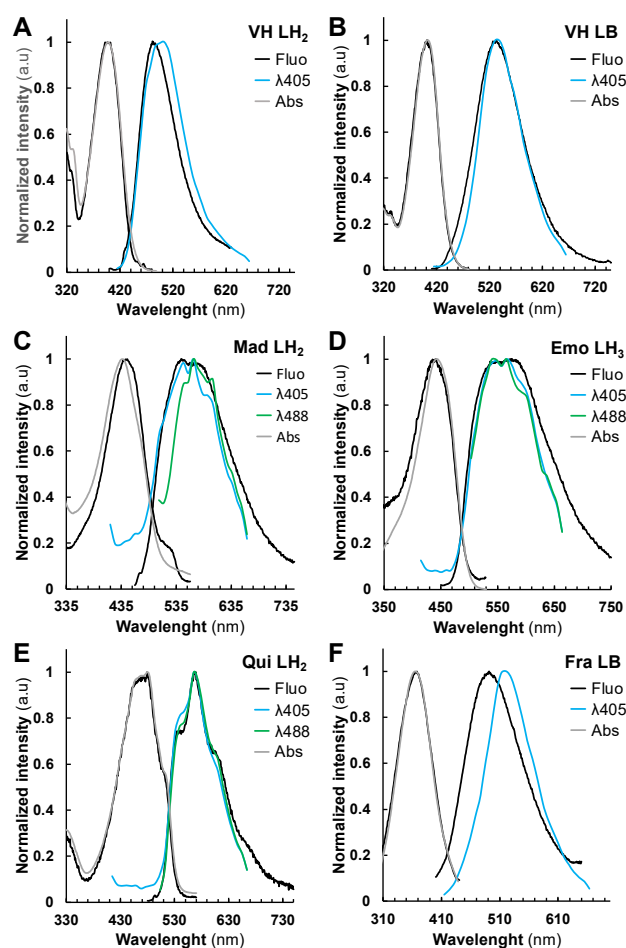 A
VH LH2
Normalized intensity (a.u)
1
0.8
0.6
0.4
0.2
0
Fluo
λ405
Abs
320 420 520 620 720
Wavelenght (nm)
B
VH LB
Normalized intensity (a.u)
1
0.8
0.6
0.4
0.2
0
Fluo
λ405
Abs
320 420 520 620 720
Wavelenght (nm)
C
Mad LH2
Normalized intensity (a.u)
1
0.8
0.6
0.4
0.2
0
Fluo
λ405
λ488
Abs
335 435 535 635 735
Wavelenght (nm)
D
Emo LH3
Normalized intensity (a.u)
1
0.8
0.6
0.4
0.2
0
Fluo
λ405
λ488
Abs
350 450 550 650 750
Wavelenght (nm)
E
Qui LH2
Normalized intensity (a.u)
1
0.8
0.6
0.4
0.2
0
Fluo
λ405
λ488
Abs
330 430 530 630 730
Wavelenght (nm)
F
Fra LB
Normalized intensity (a.u)
1
0.8
0.6
0.4
0.2
0
Fluo
λ405
Abs
310 410 510 610
Wavelenght (nm)